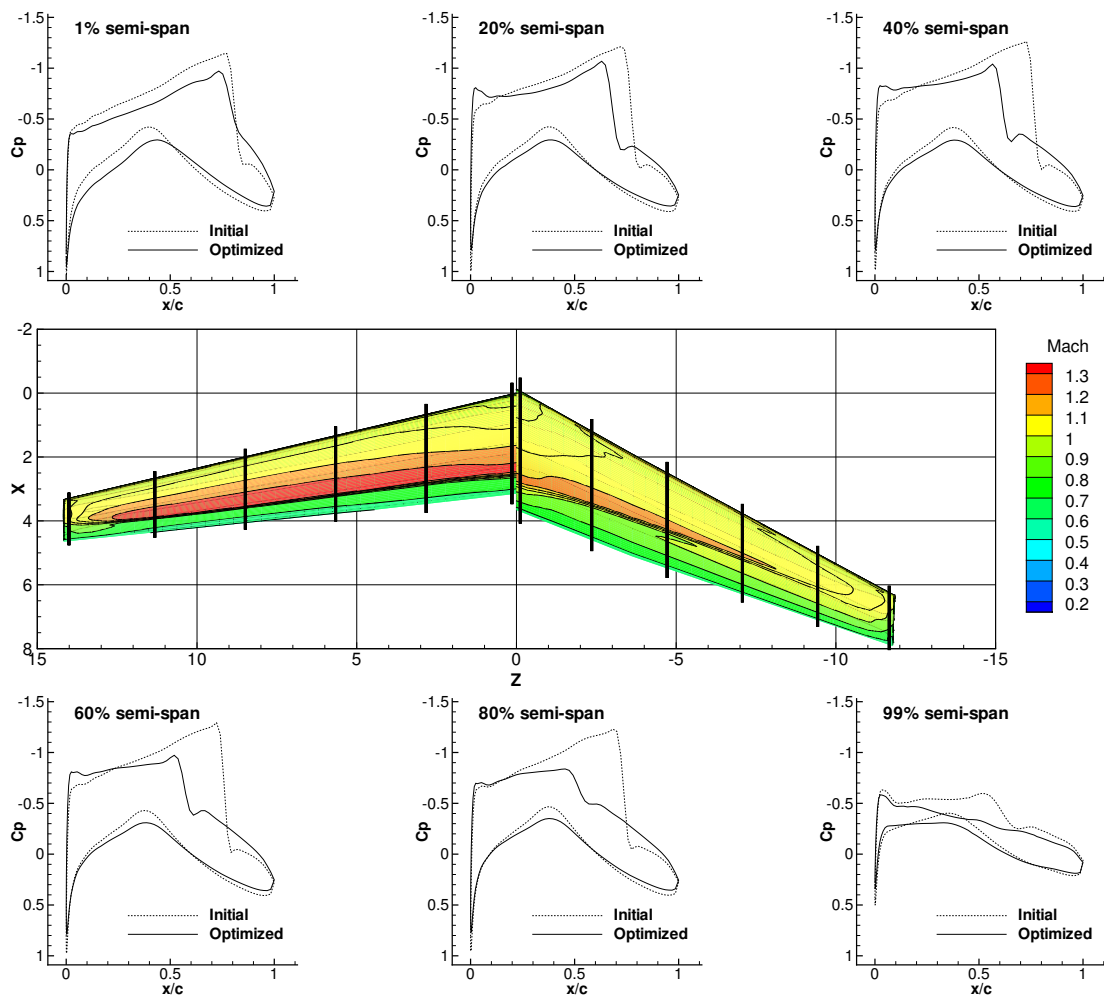 1% semi-span
20% semi-span
40% semi-span
-1.5
-1
-0.5
0
0.5
1
Cp
0 0.5 1
x/c
Initial
Optimized
-1.5
-1
-0.5
0
0.5
1
Cp
0 0.5 1
x/c
Initial
Optimized
-1.5
-1
-0.5
0
0.5
1
Cp
0 0.5 1
x/c
Initial
Optimized
-2
0
2
4
6
8
X
15 10 5 0 -5 -10 -15
Z
Mach
1.3
1.2
1.1
1
0.9
0.8
0.7
0.6
0.5
0.4
0.3
0.2
60% semi-span
80% semi-span
99% semi-span
-1.5
-1
-0.5
0
0.5
1
Cp
0 0.5 1
x/c
Initial
Optimized
-1.5
-1
-0.5
0
0.5
1
Cp
0 0.5 1
x/c
Initial
Optimized
-1.5
-1
-0.5
0
0.5
1
Cp
0 0.5 1
x/c
Initial
Optimized